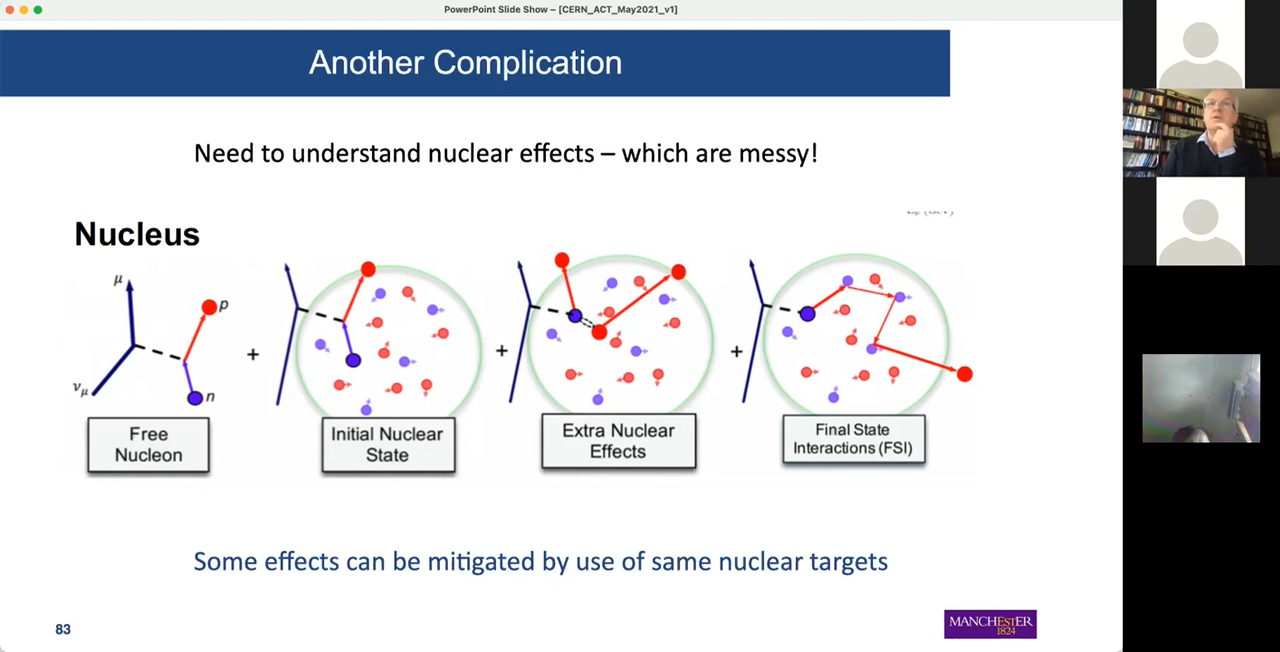 PowerPoint Slide Show – [CERN_ACT_May2021_v1]
Another Complication
Need to understand nuclear effects – which are messy!
Nucleus
μ
p
νμ
n
+
+
+
Free
Nucleon
Initial Nuclear
State
Extra Nuclear
Effects
Final State
Interactions (FSI)
Some effects can be mitigated by use of same nuclear targets
83
MANCHESTER
1824